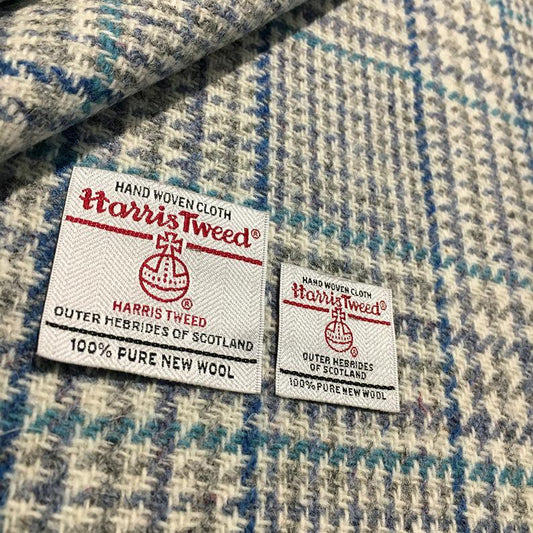 HAND WOVEN CLOTH
Harris Tweed®
®
HARRIS TWEED
OUTER HEBRIDES OF SCOTLAND
100% PURE NEW WOOL
HAND WOVEN CLOTH
Harris Tweed®
®
OUTER HEBRIDES
OF SCOTLAND
100% PURE NEW WOOL